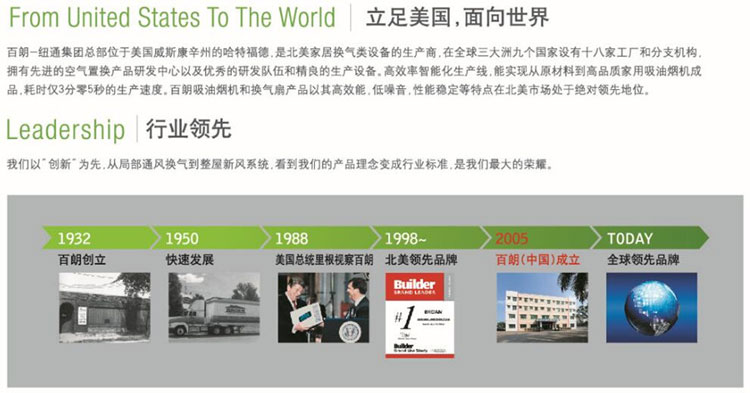 From United States To The World | 立足美国，面向世界
百朗-纽通集团总部位于美国威斯康辛州的哈特福德，是北美家居换气类设备的生产商，在全球三大洲九个国家设有十八家工厂和分支机构，
拥有先进的空气置换产品研发中心以及优秀的研发队伍和精良的生产设备。高效率智能化生产线，能实现从原材料到高品质家用吸油烟机成
品，耗时仅3分零5秒的生产速度。百朗吸油烟机和换气扇产品以其高效能，低噪音，性能稳定等特点在北美市场处于绝对领先地位。
Leadership | 行业领先
我们以"创新"为先，从局部通风换气到整屋新风系统，看到我们的产品理念变成行业标准，是我们最大的荣耀。
1932 1950 1988 1998~ 2005 TODAY
百朗创立 快速发展 美国总统里根视察百朗 北美领先品牌 百朗(中国)成立 全球领先品牌
Builder
BRAND LEADER
#1
Builder